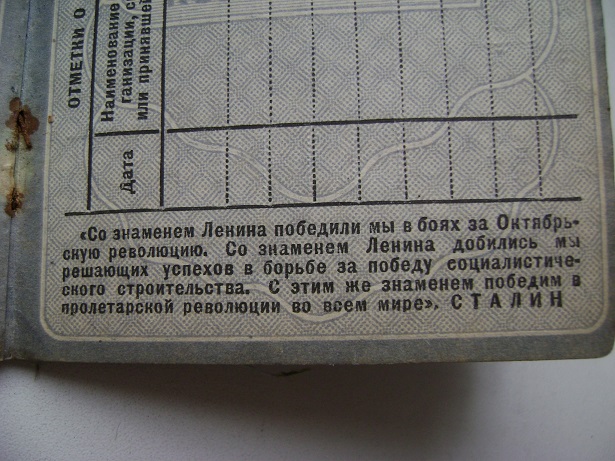 ОТМЕТКИ О
Наименование
ганизации, с
или принявшей
Дата
«Со знаменем Ленина победили мы в боях за Октябрь-
скую революцию. Со знаменем Ленина добились мы
решающих успехов в борьбе за победу социалистиче-
ского строительства. С этим же знаменем победим в
пролетарской революции во всем мире». СТАЛИН